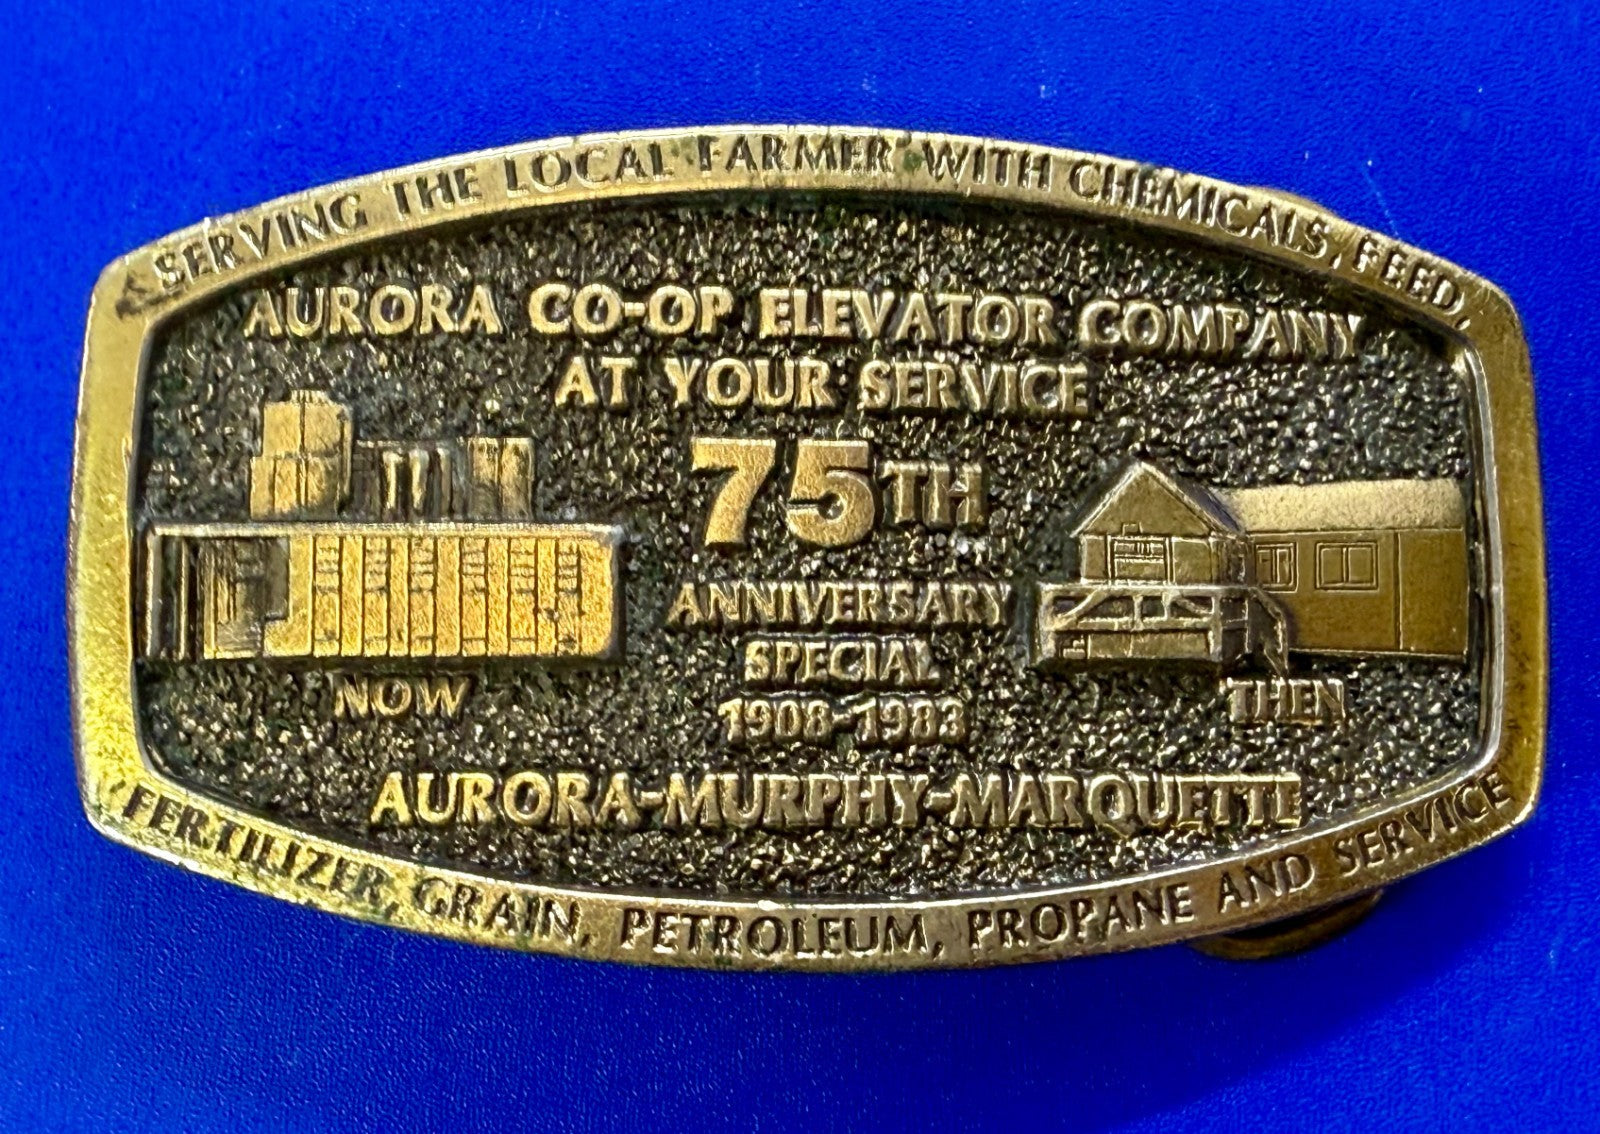 SERVING THE LOCAL FARMER WITH CHEMICALS, FEED,
AURORA CO-OP ELEVATOR COMPANY
AT YOUR SERVICE
75TH
ANNIVERSARY
SPECIAL
1908-1983
NOW
THEN
AURORA-MURPHY-MARQUETTE
FERTILIZER, GRAIN, PETROLEUM, PROPANE AND SERVICE